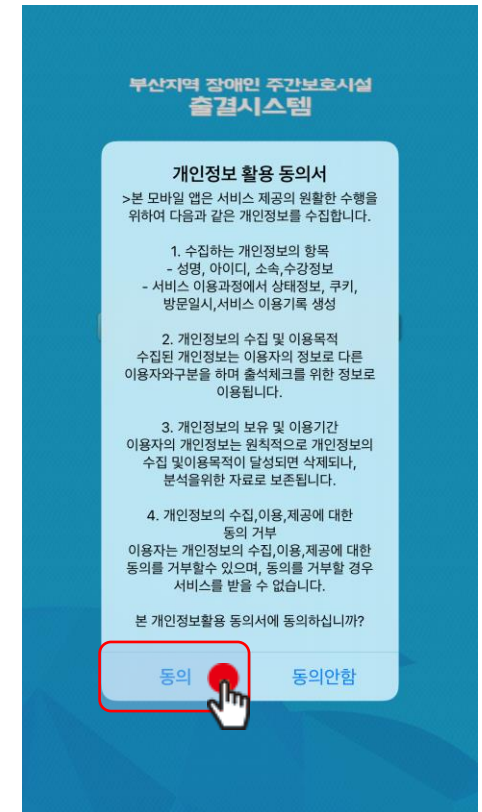 부산지역 장애인 주간보호시설
출결시스템
개인정보 활용 동의서
>본 모바일 앱은 서비스 제공의 원활한 수행을
위하여 다음과 같은 개인정보를 수집합니다.
1. 수집하는 개인정보의 항목
- 성명, 아이디, 소속,수강정보
- 서비스 이용과정에서 상태정보, 쿠키,
방문일시,서비스 이용기록 생성
2. 개인정보의 수집 및 이용목적
수집된 개인정보는 이용자의 정보로 다른
이용자와구분을 하며 출석체크를 위한 정보로
이용됩니다.
3. 개인정보의 보유 및 이용기간
이용자의 개인정보는 원칙적으로 개인정보의
수집 및이용목적이 달성되면 삭제되나,
분석을위한 자료로 보존됩니다.
4. 개인정보의 수집,이용,제공에 대한
동의 거부
이용자는 개인정보의 수집,이용,제공에 대한
동의를 거부할수 있으며, 동의를 거부할 경우
서비스를 받을 수 없습니다.
본 개인정보활용 동의서에 동의하십니까?
동의 동의안함